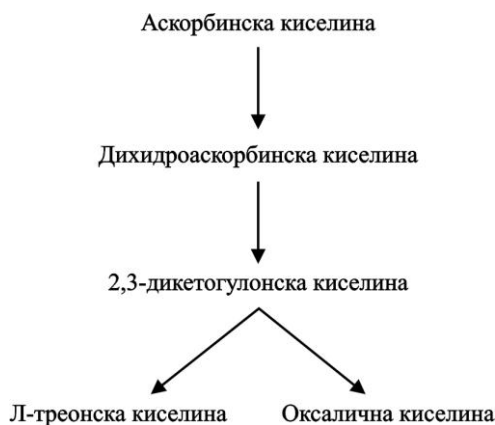 Аскорбинска киселина
Дихидроаскорбинска киселина
2,3-дикетогулонска киселина
Л-треонска киселина
Оксалична киселина